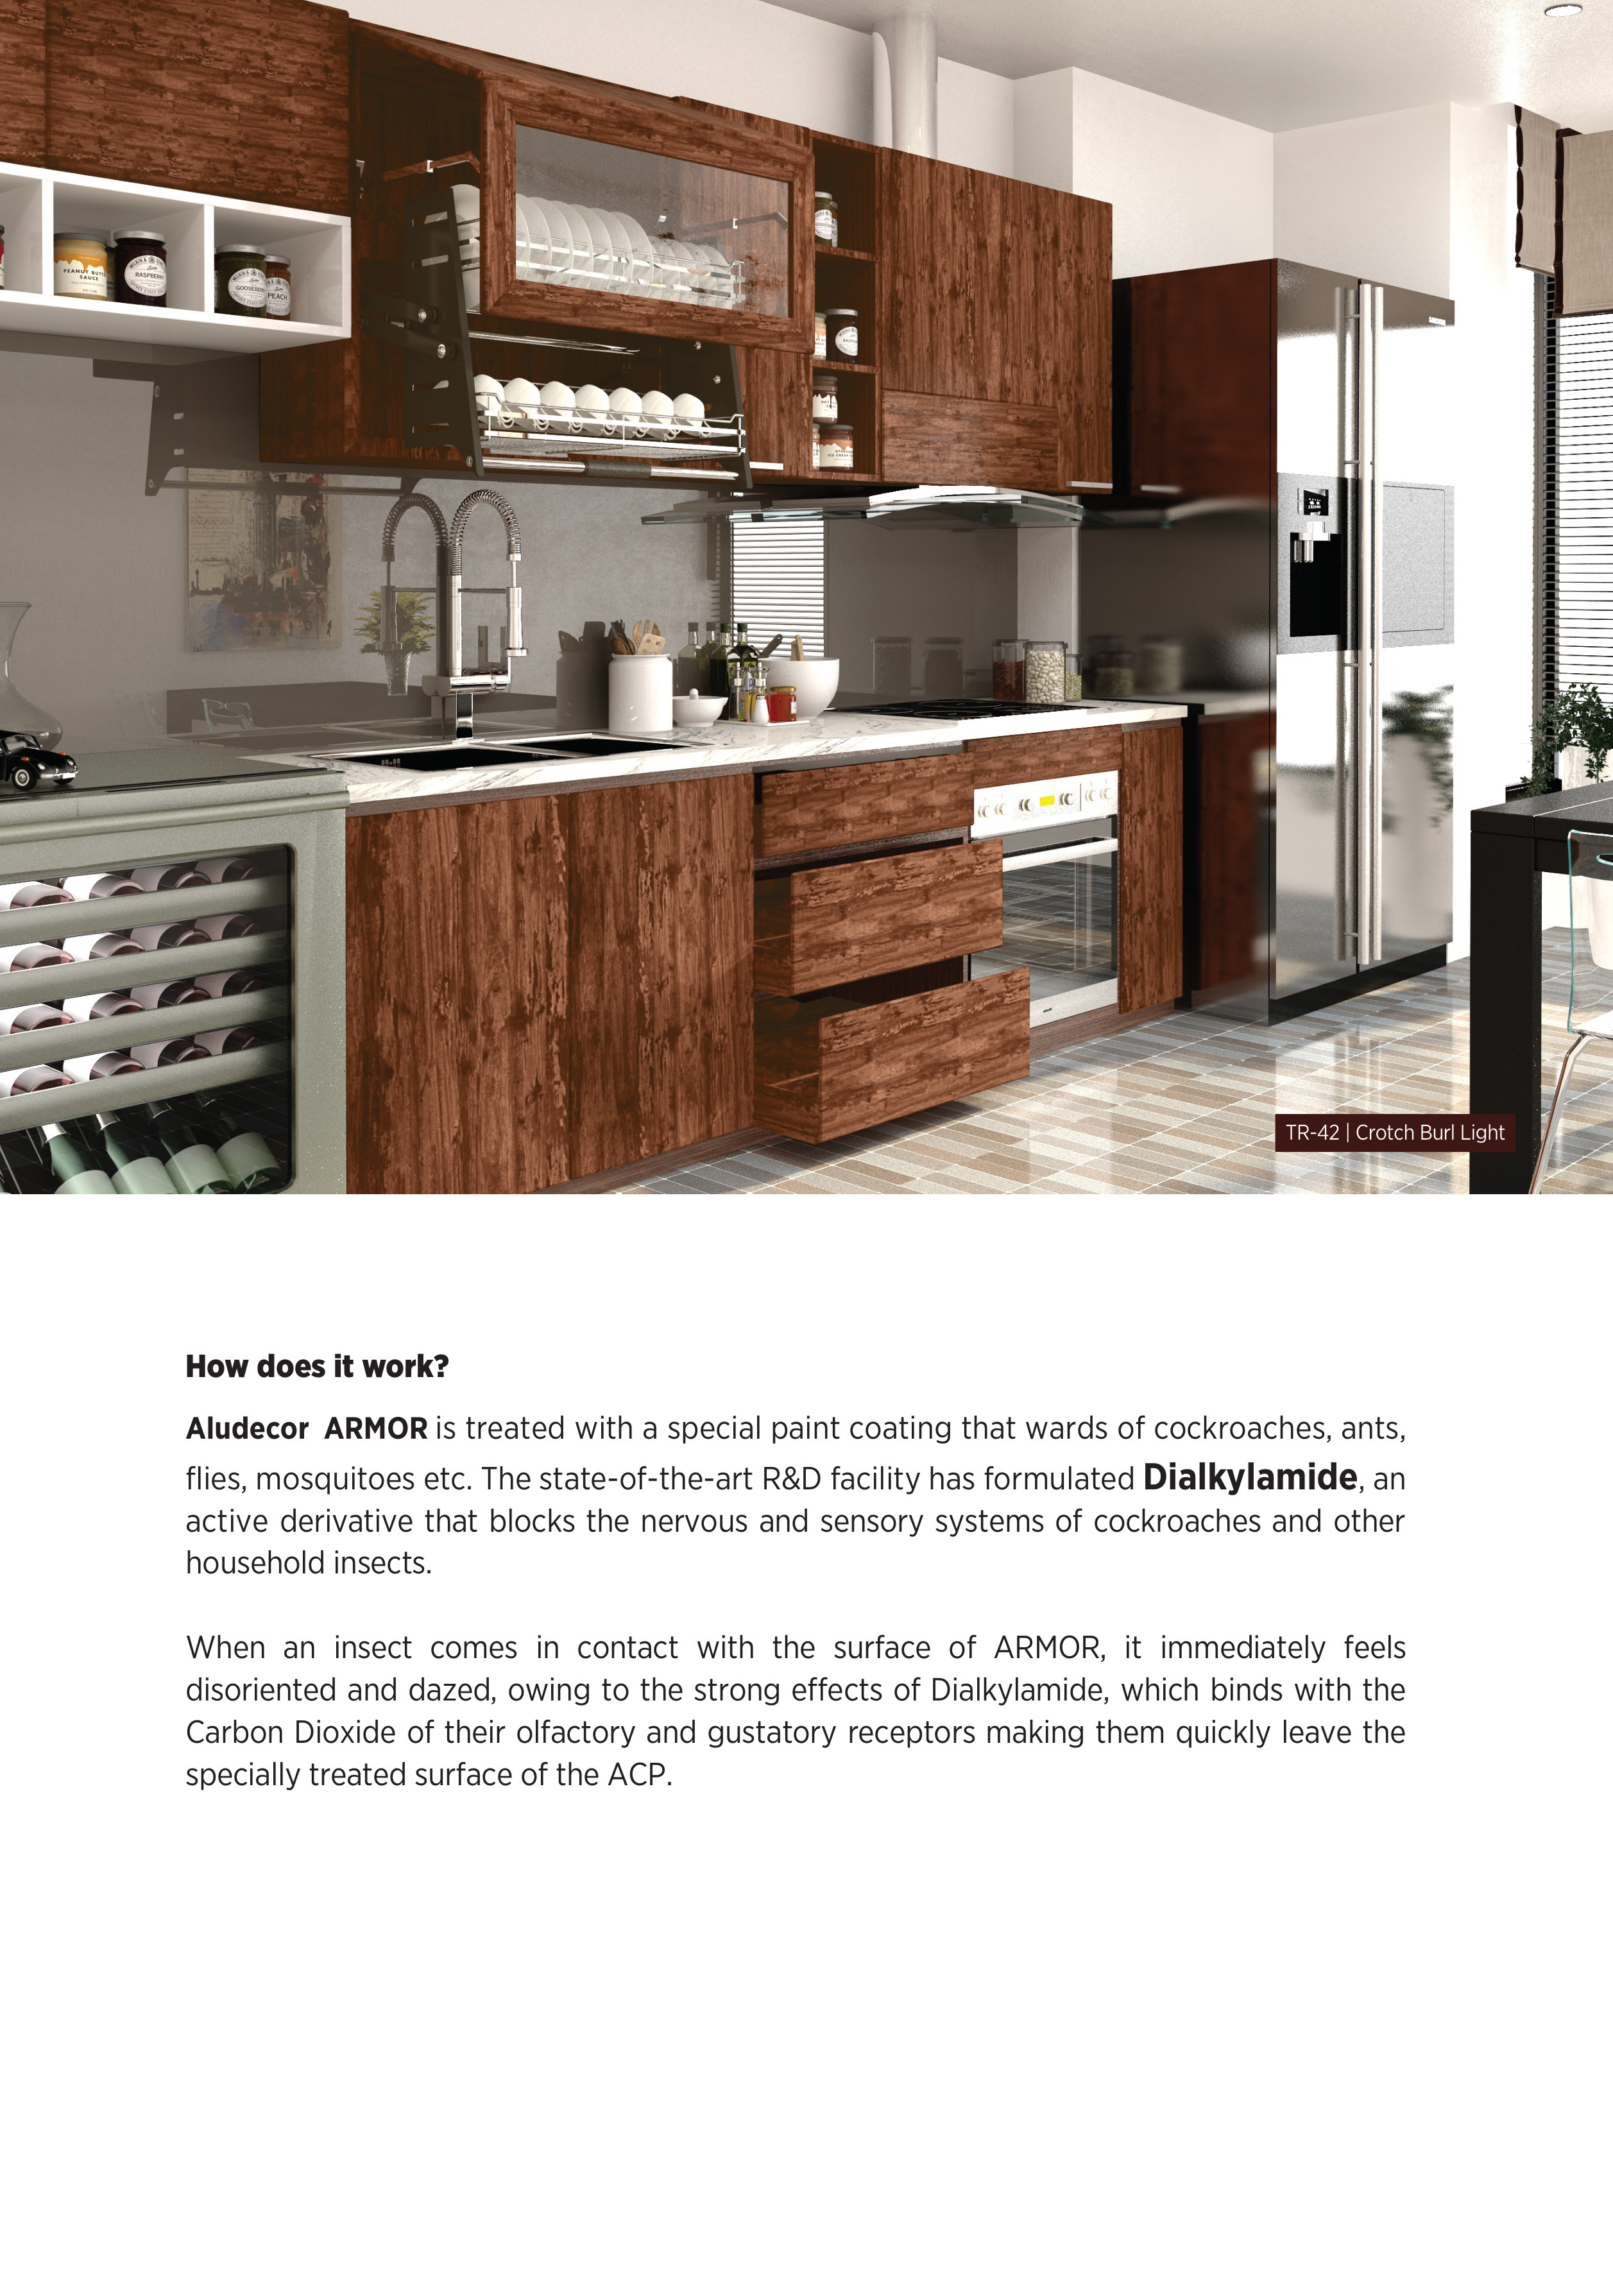 PEANUT BUTTER
SAUCE
RASPBERRY
GOOSEBERRY
PEACH
TR-42 | Crotch Burl Light
How does it work?
Aludecor ARMOR is treated with a special paint coating that wards of cockroaches, ants,
flies, mosquitoes etc. The state-of-the-art R&D facility has formulated Dialkylamide, an
active derivative that blocks the nervous and sensory systems of cockroaches and other
household insects.
When an insect comes in contact with the surface of ARMOR, it immediately feels
disoriented and dazed, owing to the strong effects of Dialkylamide, which binds with the
Carbon Dioxide of their olfactory and gustatory receptors making them quickly leave the
specially treated surface of the ACP.